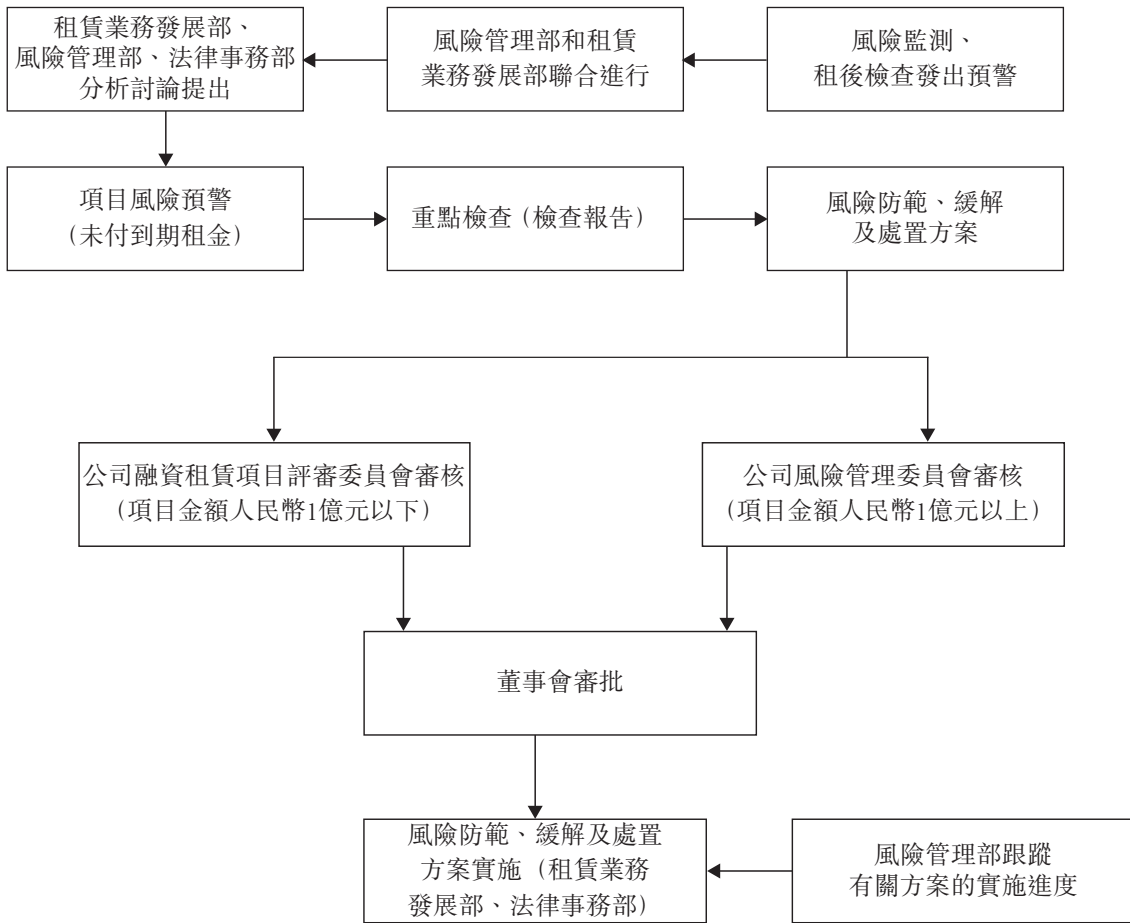 租賃業務發展部、
風險管理部、法律事務部
分析討論提出
風險管理部和租賃
業務發展部聯合進行
風險監測、
租後檢查發出預警
項目風險預警
（未付到期租金）
重點檢查（檢查報告）
風險防範、緩解
及處置方案
公司融資租賃項目評審委員會審核
（項目金額人民幣1億元以下）
公司風險管理委員會審核
（項目金額人民幣1億元以上）
董事會審批
風險防範、緩解及處置
方案實施（租賃業務
發展部、法律事務部）
風險管理部跟蹤
有關方案的實施進度